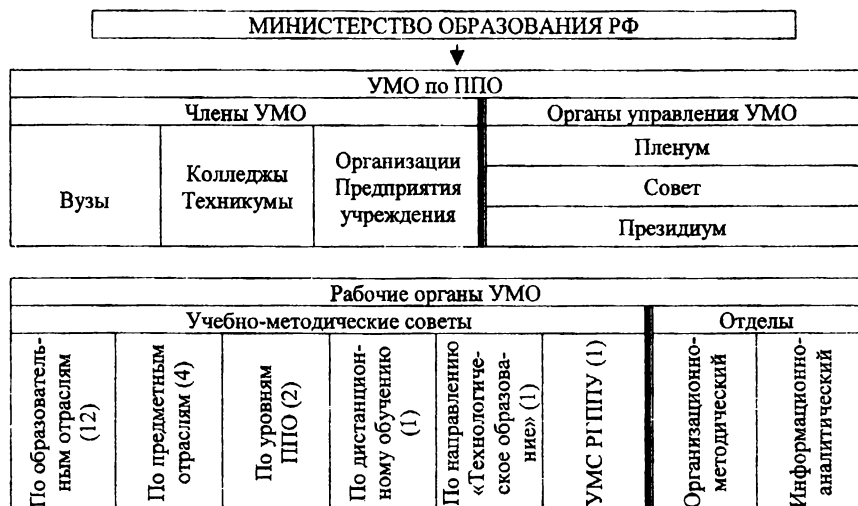 МИНИСТЕРСТВО ОБРАЗОВАНИЯ РФ
УМО по ППО
Члены УМО
Органы управления УМО
Вузы
Колледжы
Техникумы
Организации
Предприятия
учреждения
Пленум
Совет
Президиум
Рабочие органы УМО
Учебно-методические советы
Отделы
По образователь-
ным отраслям
(12)
По предметным
отраслям (4)
По уровням
ППО (2)
По дистанцион-
ному обучению
(1)
По направлению
«Технологиче-
ское образова-
ние» (1)
УМС РГППУ (1)
Организационно-
методический
Информационно-
аналитический